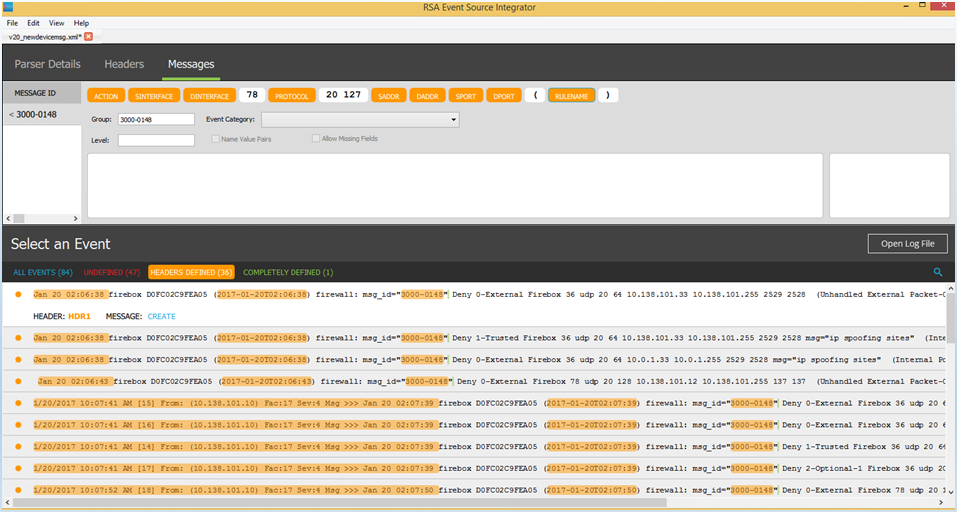 RSA Event Source Integrator
File Edit View Help
v20_newdevicemsg.xml*
Parser Details Headers Messages
MESSAGE ID
< 3000-0148
ACTION SINTERFACE DINTERFACE 78 PROTOCOL 20 127 SADDR DADDR SPORT DPORT ( RULENAME )
Group: 3000-0148 Event Category:
Level: Name Value Pairs Allow Missing Fields
Select an Event
Open Log File
ALL EVENTS (84) UNDEFINED (47) HEADERS DEFINED (36) COMPLETELY DEFINED (1)
Jan 20 02:06:38 firebox D0FC02C9FEA05 (2017-01-20T02:06:38) firewall: msg_id="3000-0148" Deny 0-External Firebox 36 udp 20 64 10.138.101.33 10.138.101.255 2529 2528 (Unhandled External Packet-0
HEADER: HDR1 MESSAGE: CREATE
Jan 20 02:06:38 firebox D0FC02C9FEA05 (2017-01-20T02:06:38) firewall: msg_id="3000-0148" Deny 1-Trusted Firebox 36 udp 20 64 10.138.101.33 10.138.101.255 2529 2528 msg="ip spoofing sites" (Inte
Jan 20 02:06:38 firebox D0FC02C9FEA05 (2017-01-20T02:06:38) firewall: msg_id="3000-0148" Deny 0-External Firebox 36 udp 20 64 10.0.1.33 10.0.1.255 2529 2528 msg="ip spoofing sites" (Internal Po
Jan 20 02:06:43 firebox D0FC02C9FEA05 (2017-01-20T02:06:43) firewall: msg_id="3000-0148" Deny 0-External Firebox 78 udp 20 128 10.138.101.12 10.138.101.255 137 137 (Unhandled External Packet-0
1/20/2017 10:07:41 AM [15] From: (10.138.101.10) Fac:17 Sev:4 Msg >>> Jan 20 02:07:39 firebox D0FC02C9FEA05 (2017-01-20T02:07:39) firewall: msg_id="3000-0148" Deny 0-External Firebox 36 udp 20 6
1/20/2017 10:07:41 AM [16] From: (10.138.101.10) Fac:17 Sev:4 Msg >>> Jan 20 02:07:39 firebox D0FC02C9FEA05 (2017-01-20T02:07:39) firewall: msg_id="3000-0148" Deny 0-External Firebox 36 udp 20 6
1/20/2017 10:07:41 AM [14] From: (10.138.101.10) Fac:17 Sev:4 Msg >>> Jan 20 02:07:39 firebox D0FC02C9FEA05 (2017-01-20T02:07:39) firewall: msg_id="3000-0148" Deny 1-Trusted Firebox 36 udp 20 64
1/20/2017 10:07:41 AM [17] From: (10.138.101.10) Fac:17 Sev:4 Msg >>> Jan 20 02:07:39 firebox D0FC02C9FEA05 (2017-01-20T02:07:39) firewall: msg_id="3000-0148" Deny 2-Optional-1 Firebox 36 udp 20
1/20/2017 10:07:52 AM [18] From: (10.138.101.10) Fac:17 Sev:4 Msg >>> Jan 20 02:07:50 firebox D0FC02C9FEA05 (2017-01-20T02:07:50) firewall: msg_id="3000-0148" Deny 0-External Firebox 78 udp 20 1